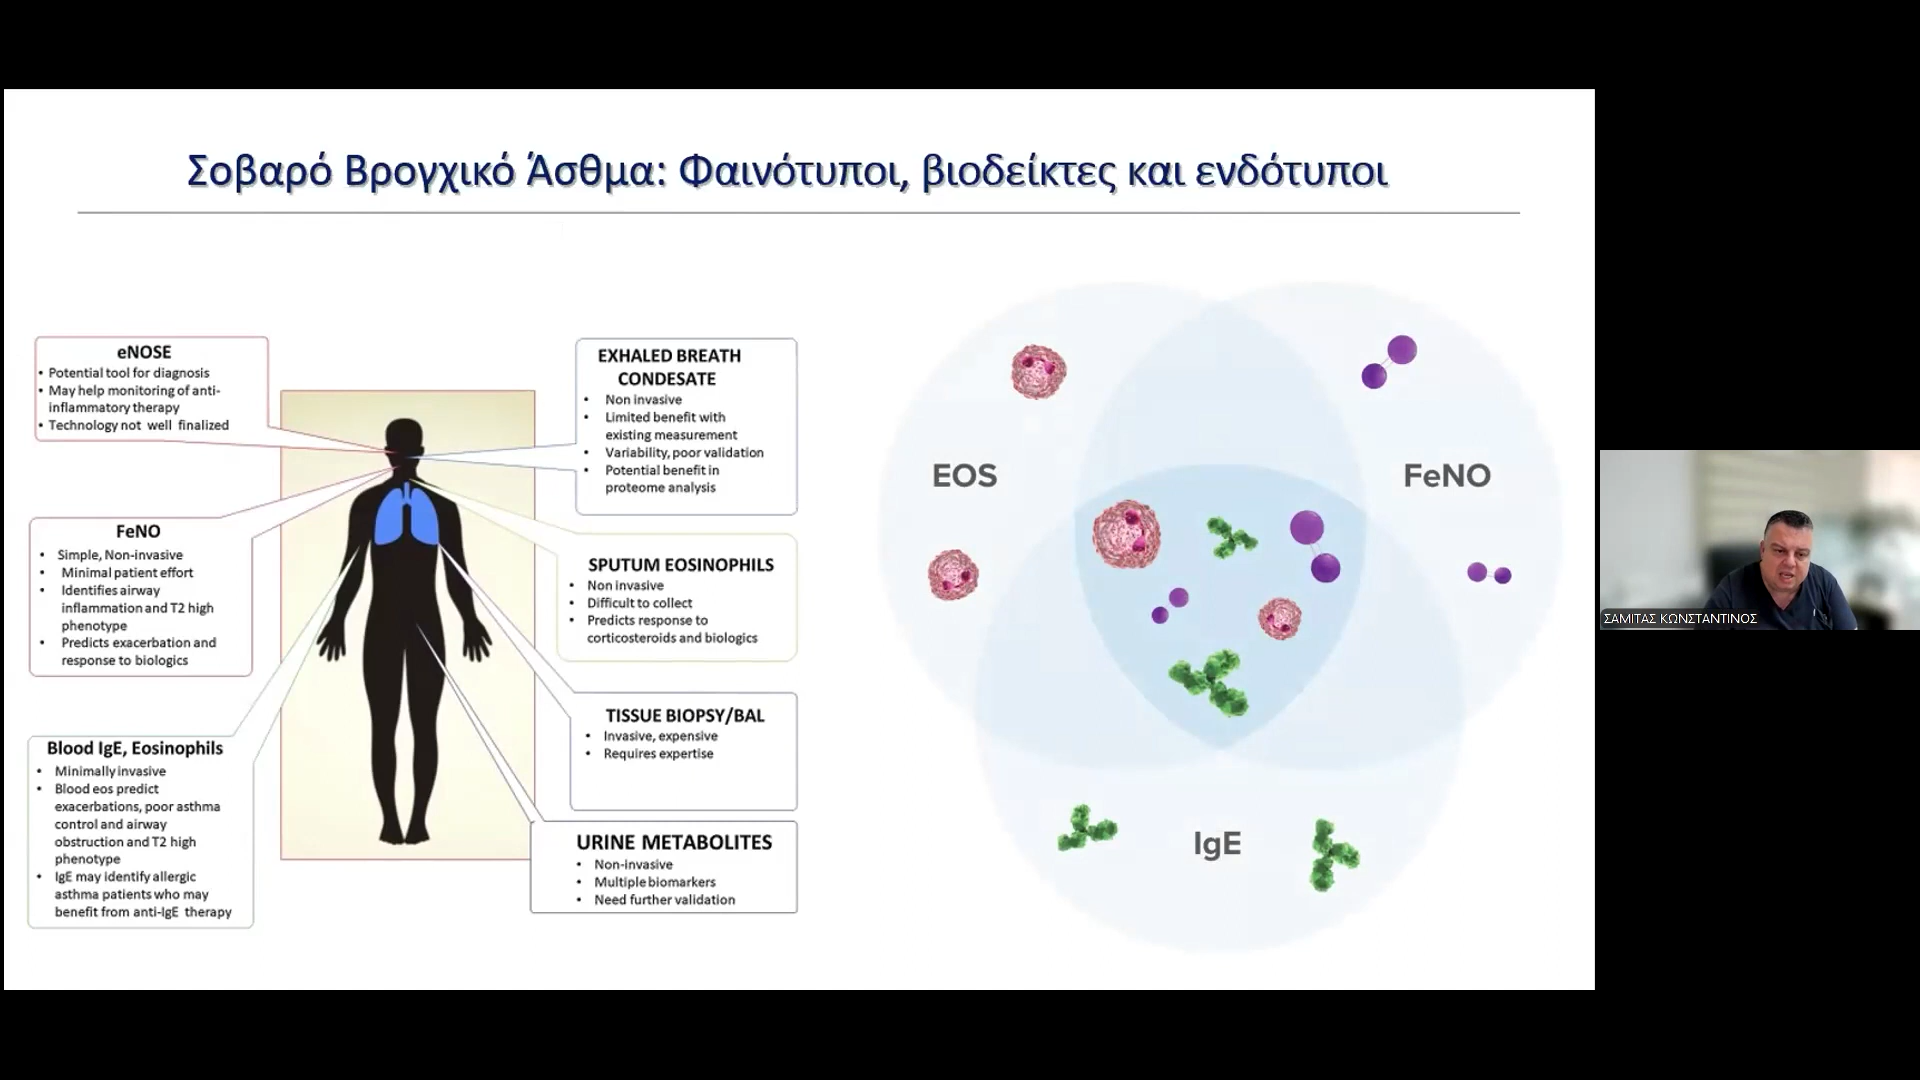 Σοβαρό Βρογχικό Άσθμα: Φαινότυποι, βιοδείκτες και ενδότυποι
eNOSE
• Potential tool for diagnosis
• May help monitoring of anti-
inflammatory therapy
• Technology not well finalized
FeNO
• Simple, Non-invasive
• Minimal patient effort
• Identifies airway
inflammation and T2 high
phenotype
• Predicts exacerbation and
response to biologics
Blood IgE, Eosinophils
• Minimally invasive
• Blood eos predict
exacerbations, poor asthma
control and airway
obstruction and T2 high
phenotype
• IgE may identify allergic
asthma patients who may
benefit from anti-IgE therapy
EXHALED BREATH
CONDESATE
• Non invasive
• Limited benefit with
existing measurement
• Variability, poor validation
• Potential benefit in
proteome analysis
SPUTUM EOSINOPHILS
• Non invasive
• Difficult to collect
• Predicts response to
corticosteroids and biologics
TISSUE BIOPSY/BAL
• Invasive, expensive
• Requires expertise
URINE METABOLITES
• Non-invasive
• Multiple biomarkers
• Need further validation
EOS
FeNO
IgE
ΣΑΜΙΤΑΣ ΚΩΝΣΤΑΝΤΙΝΟΣ